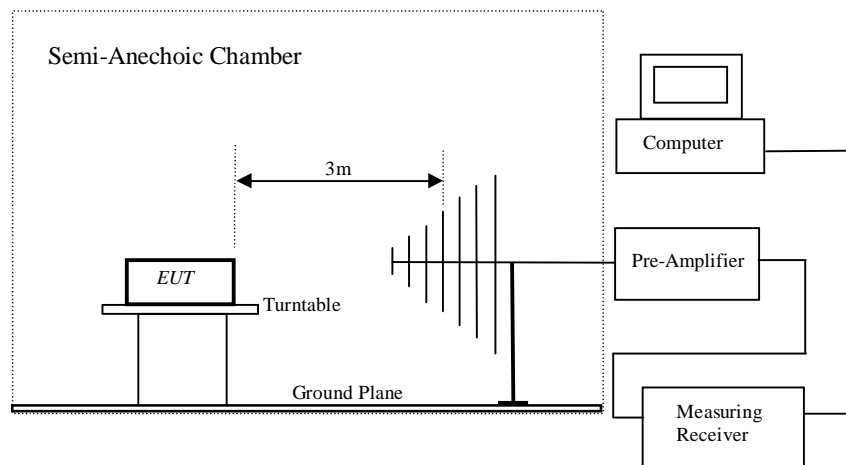 Semi-Anechoic Chamber
Computer
3m
Pre-Amplifier
EUT
Turntable
Ground Plane
Measuring
Receiver